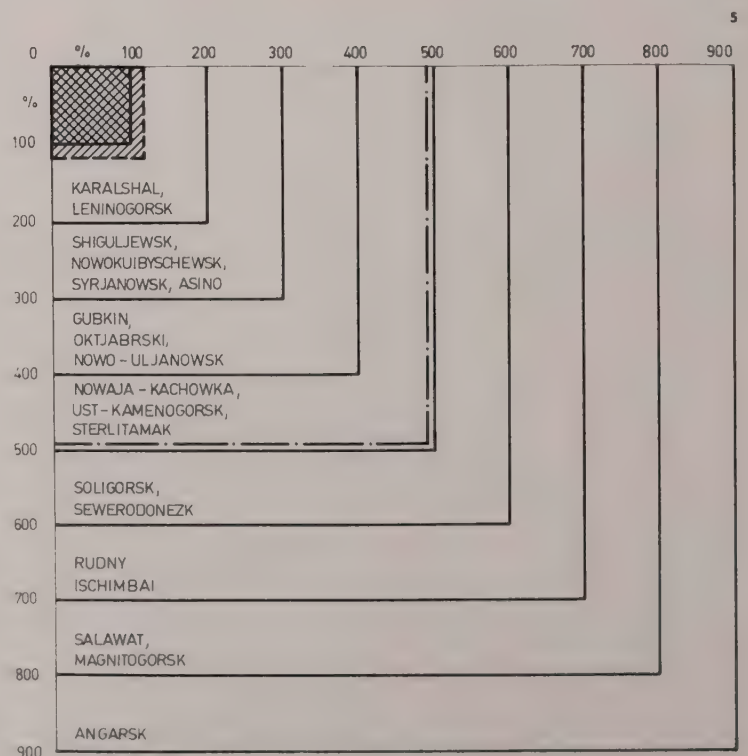 5
0 % 100 200 300 400 500 600 700 800 900
%
100
KARALSHAL,
LENINOGORSK
200
SHIGULJEWSK,
NOWOKUIBYSCHEWSK,
SYRJANOWSK, ASINO
300
GUBKIN,
OKTJABRSKI,
NOWO-ULJANOWSK
400
NOWAJA-KACHOWKA,
UST-KAMENOGORSK,
STERLITAMAK
500
SOLIGORSK,
SEWERODONEZK
600
RUDNY
ISCHIMBAI
700
SALAWAT,
MAGNITOGORSK
800
ANGARSK
900